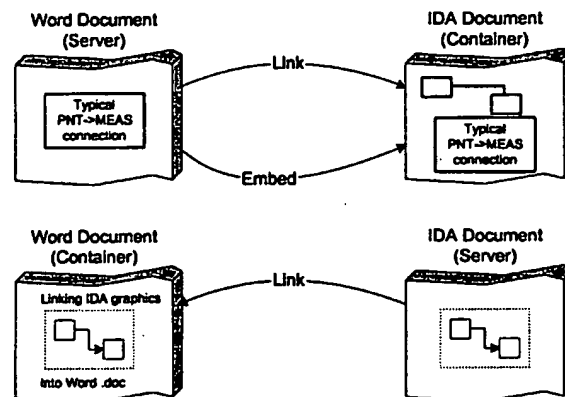 Word Document
(Server)
IDA Document
(Container)
Link
Typical
PNT->MEAS
connection
Typical
PNT->MEAS
connection
Embed
Word Document
(Container)
IDA Document
(Server)
Link
Linking IDA graphics
Into Word .doc